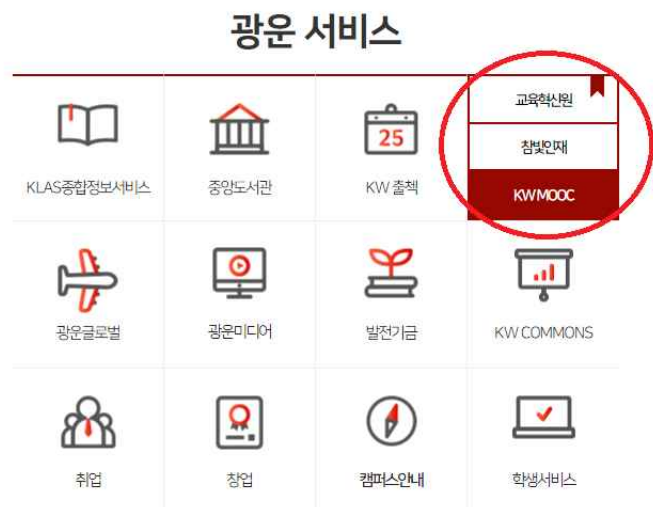 광운 서비스
교육혁신원
참빛인재
KW MOOC
25
KLAS종합정보서비스
중앙도서관
KW 출첵
광운글로벌
광운미디어
발전기금
KW COMMONS
취업
창업
캠퍼스안내
학생서비스